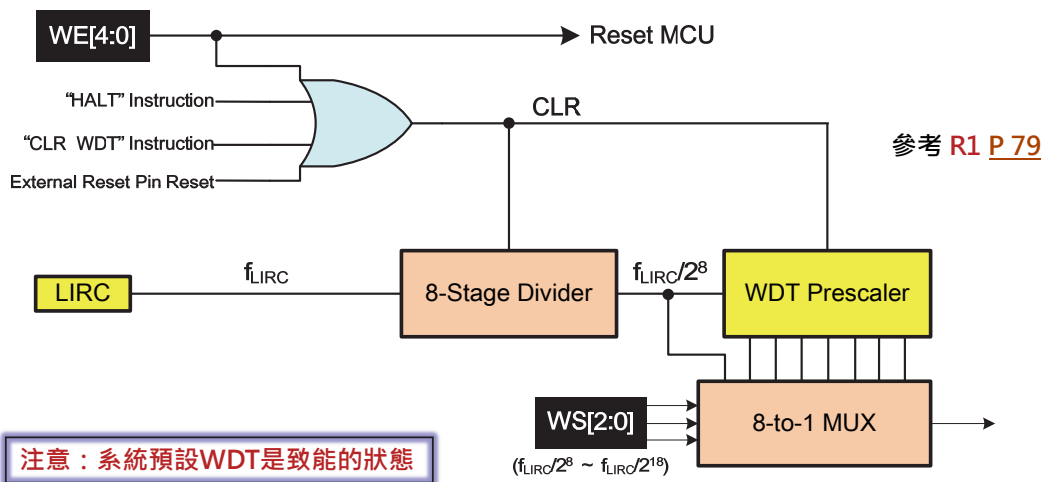 WE[4:0]
Reset MCU
"HALT" Instruction
"CLR WDT" Instruction
External Reset Pin Reset
CLR
參考 R1 P 79
LIRC
fLIRC
8-Stage Divider
fLIRC/2⁸
WDT Prescaler
WS[2:0]
8-to-1 MUX
(fLIRC/2⁸ ~ fLIRC/2¹⁸)
注意：系統預設WDT是致能的狀態